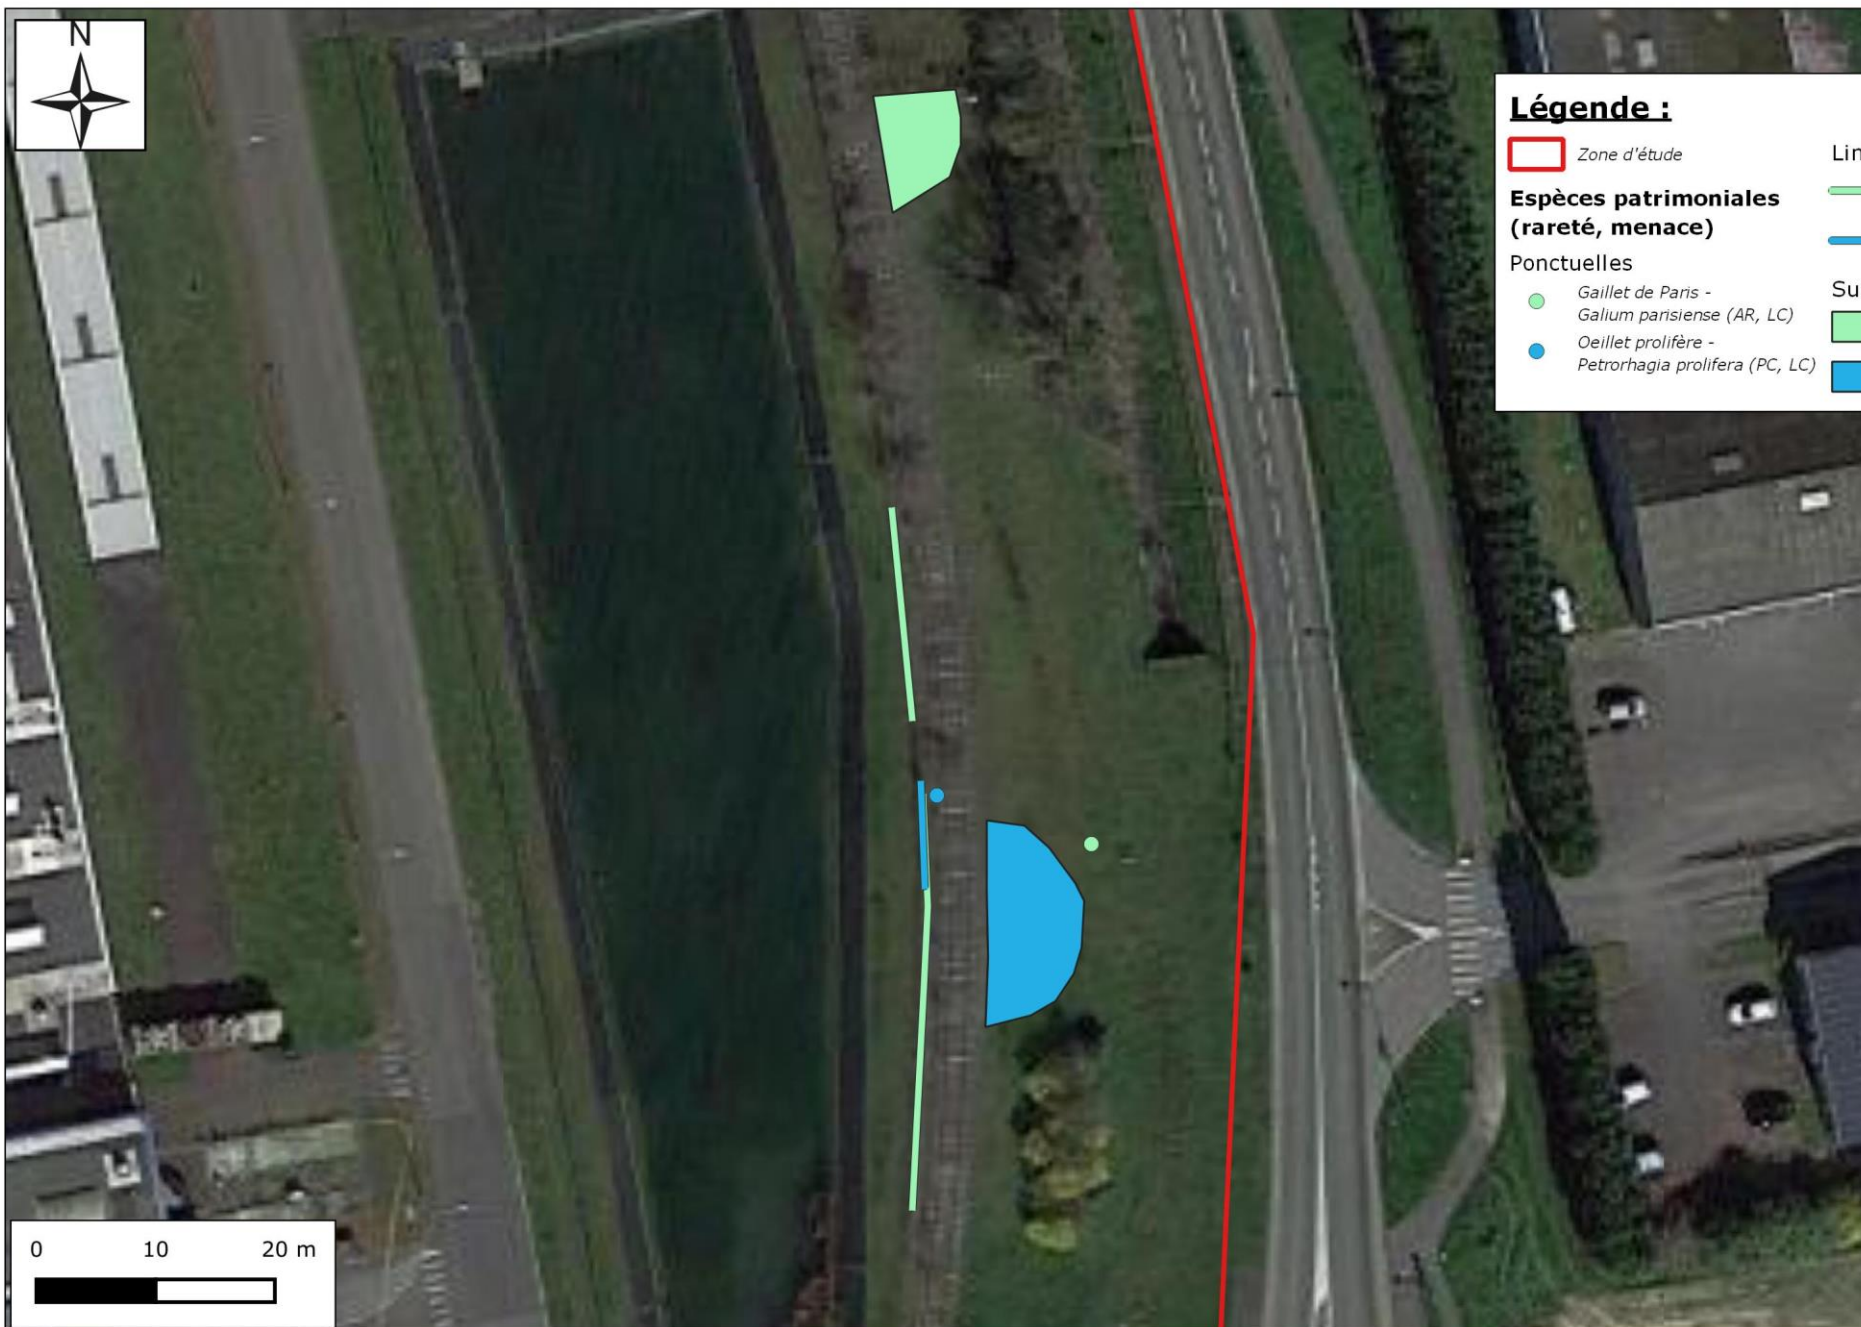 N
Légende :
Zone d'étude
Lin
Espèces patrimoniales
(rareté, menace)
Ponctuelles
Su
Gaillet de Paris -
Galium parisiense (AR, LC)
Oeillet prolifère -
Petrorhagia prolifera (PC, LC)
0 10 20 m